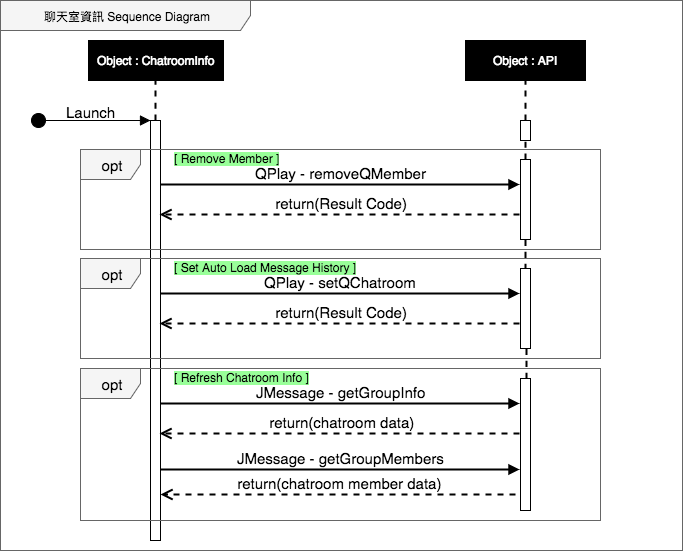 聊天室資訊 Sequence Diagram
Object : ChatroomInfo
Object : API
Launch
opt
[ Remove Member ]
QPlay - removeQMember
return(Result Code)
opt
[ Set Auto Load Message History ]
QPlay - setQChatroom
return(Result Code)
opt
[ Refresh Chatroom Info ]
JMessage - getGroupInfo
return(chatroom data)
JMessage - getGroupMembers
return(chatroom member data)